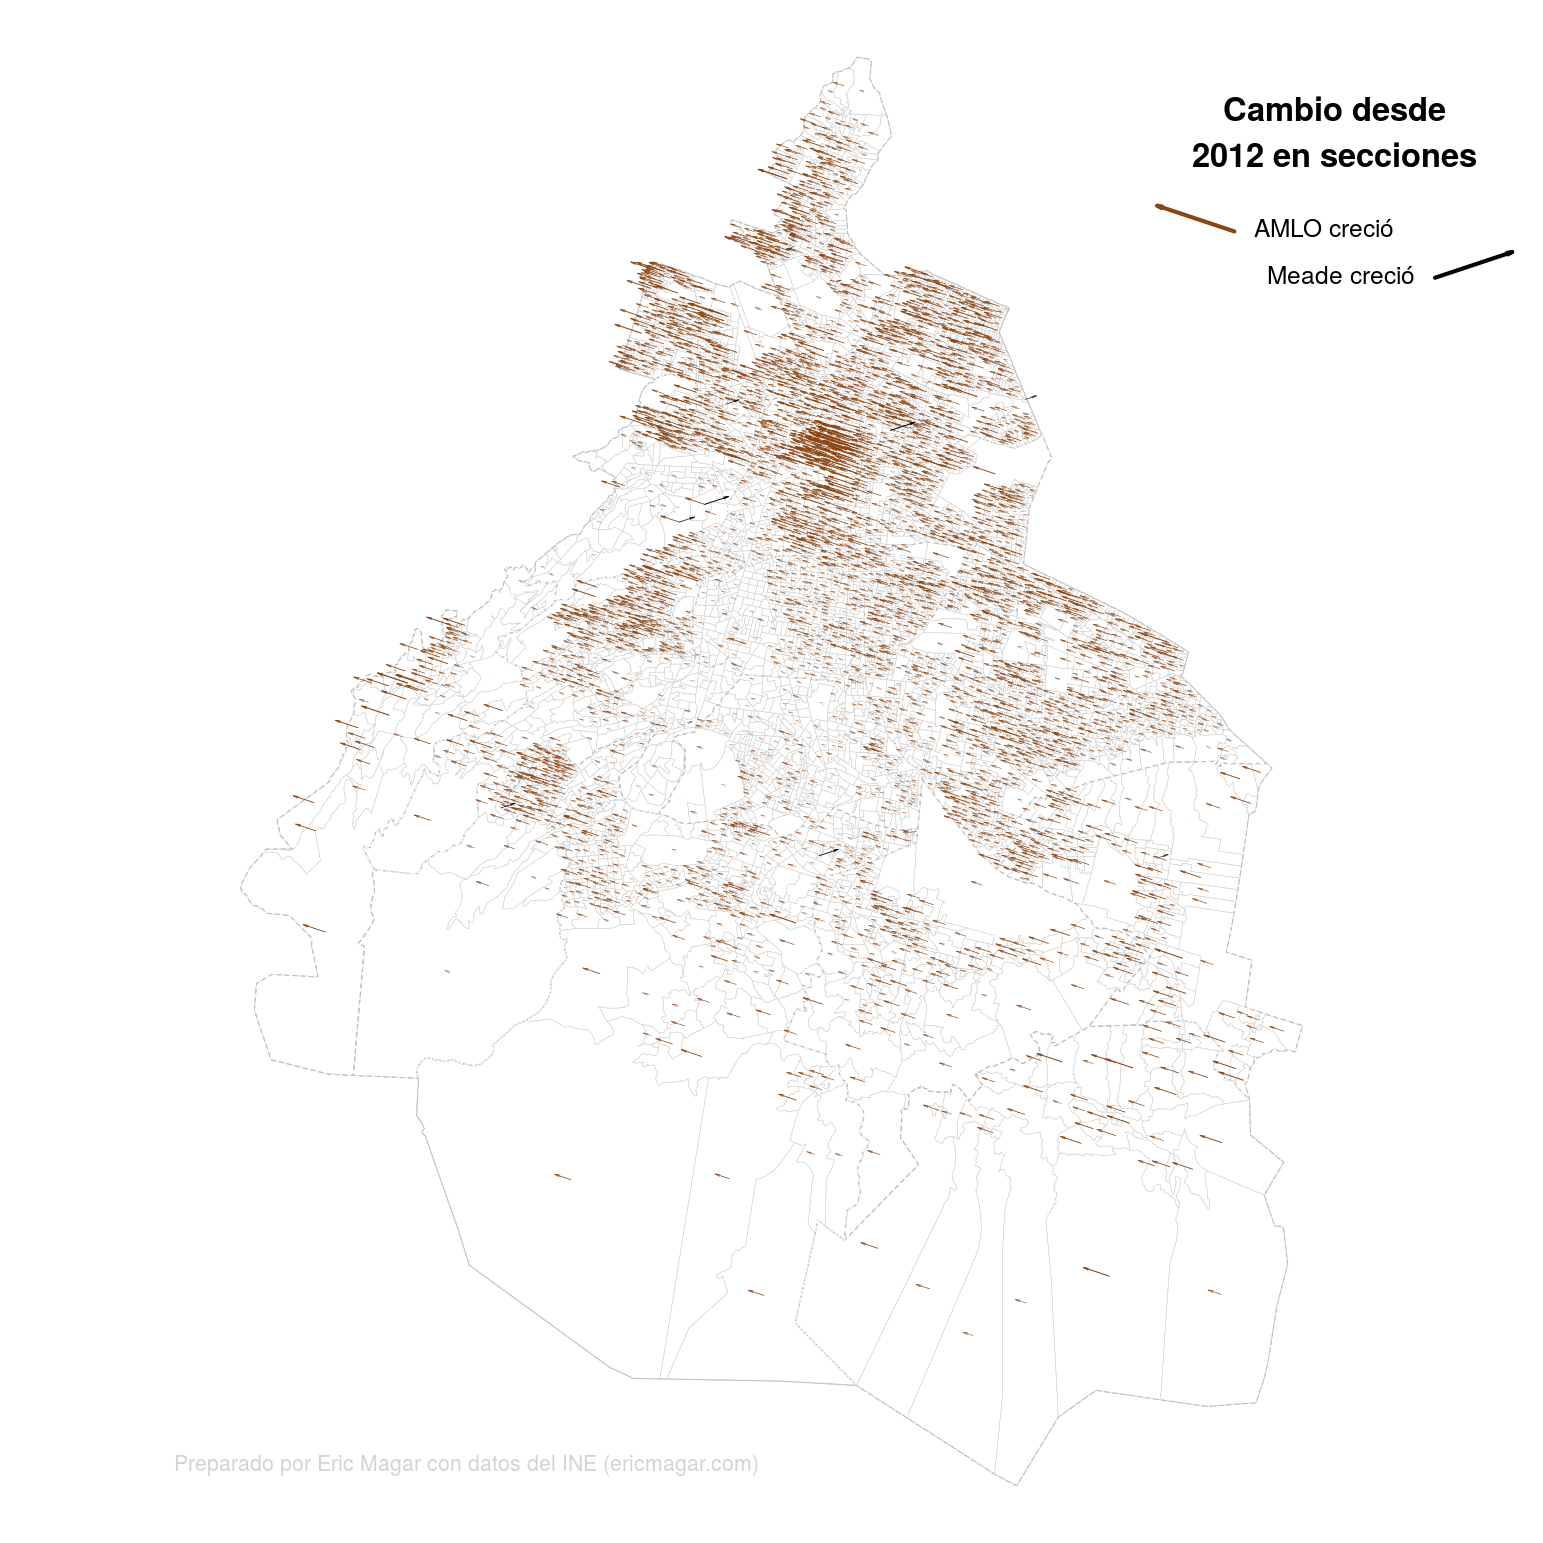 Cambio desde
2012 en secciones
AMLO creció
Meade creció
Preparado por Eric Magar con datos del INE (ericmagar.com)